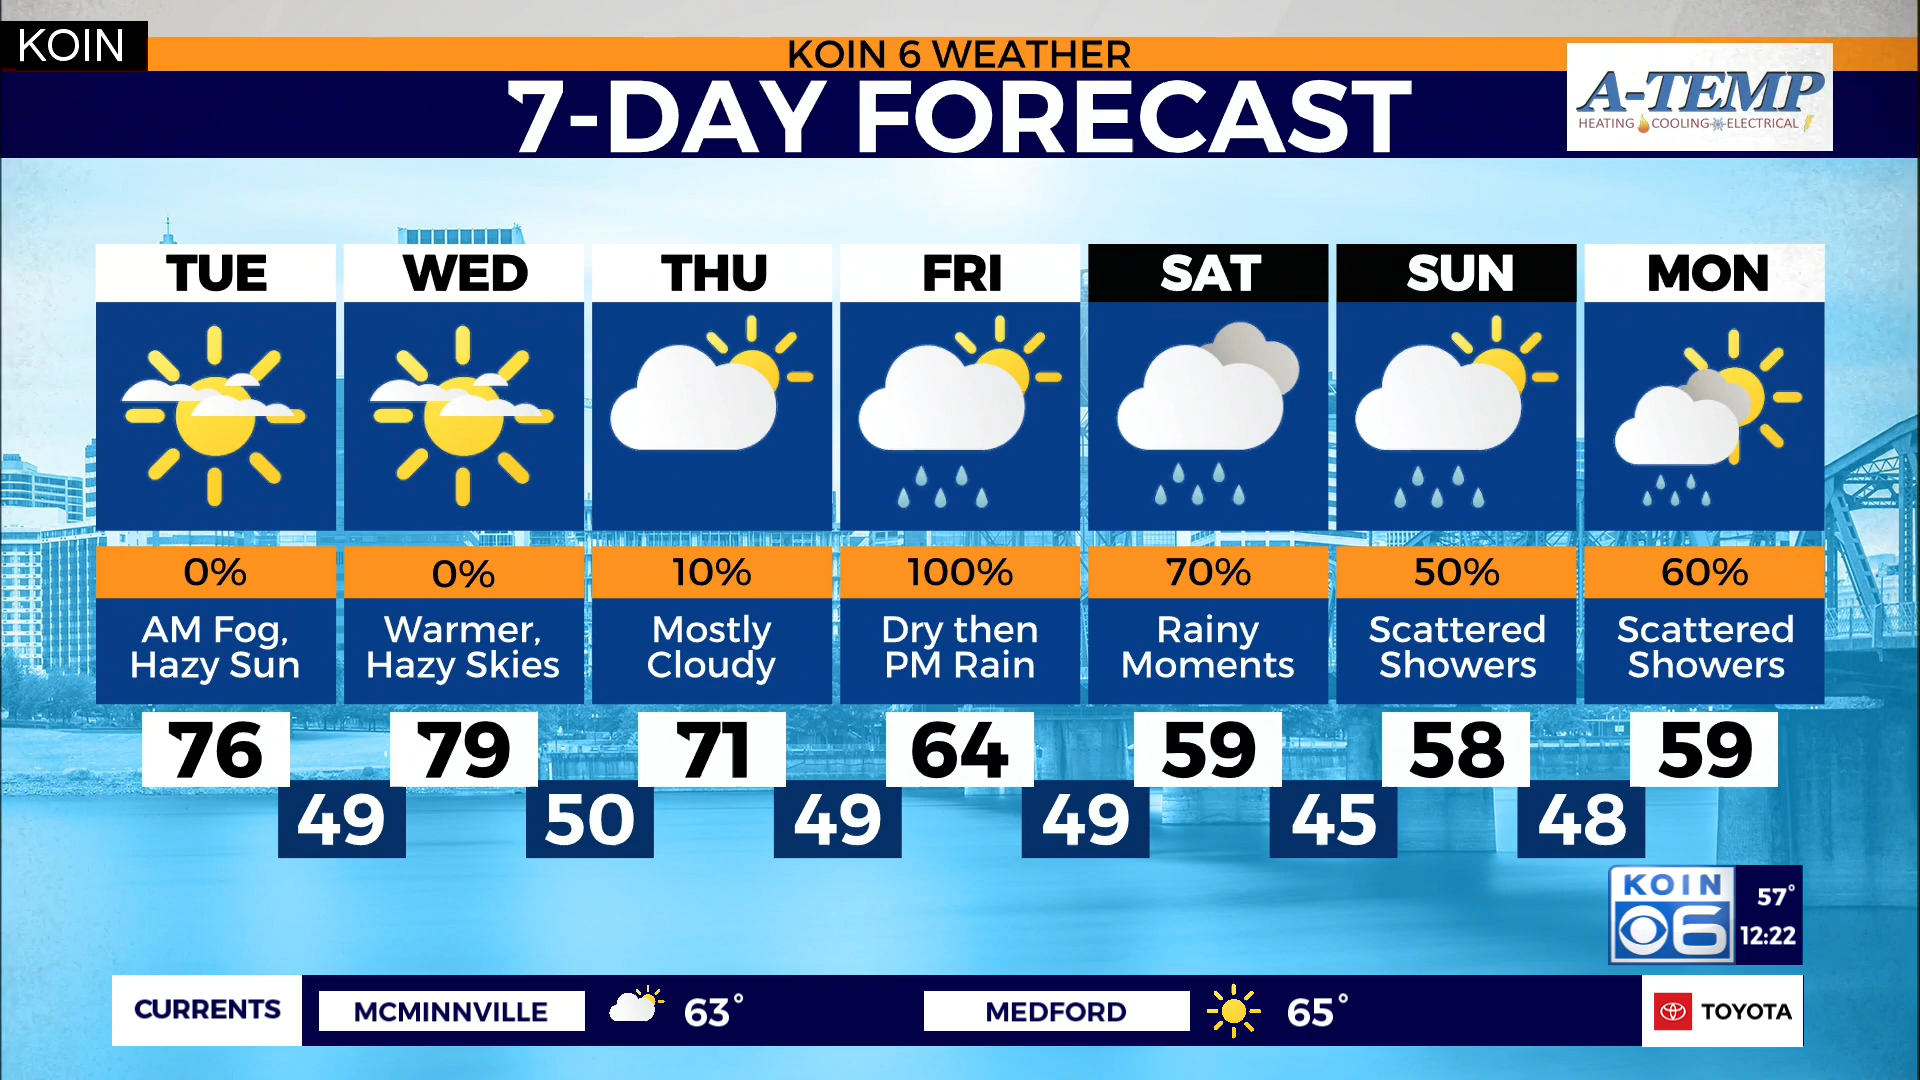 KOIN
KOIN 6 WEATHER
7-DAY FORECAST
A-TEMP
HEATING COOLING ELECTRICAL
TUE WED THU FRI SAT SUN MON
0% 0% 10% 100% 70% 50% 60%
AM Fog, Warmer, Mostly Dry then Rainy Scattered Scattered
Hazy Sun Hazy Skies Cloudy PM Rain Moments Showers Showers
76 79 71 64 59 58 59
49 50 49 49 45 48
KOIN 57°
6 12:22
CURRENTS MCMINNVILLE 63° MEDFORD 65° TOYOTA